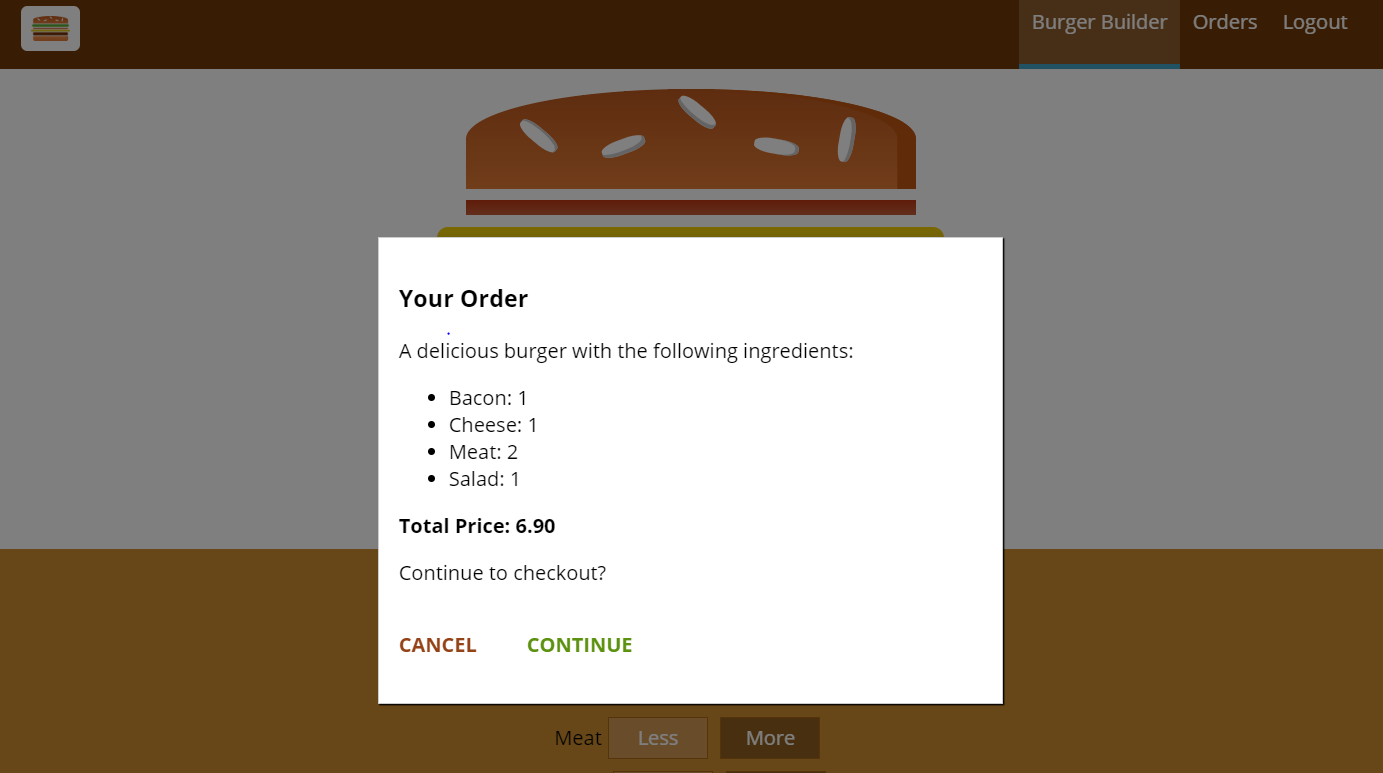 Burger Builder Orders Logout
Your Order
A delicious burger with the following ingredients:
Bacon: 1
Cheese: 1
Meat: 2
Salad: 1
Total Price: 6.90
Continue to checkout?
CANCEL CONTINUE
Meat Less More